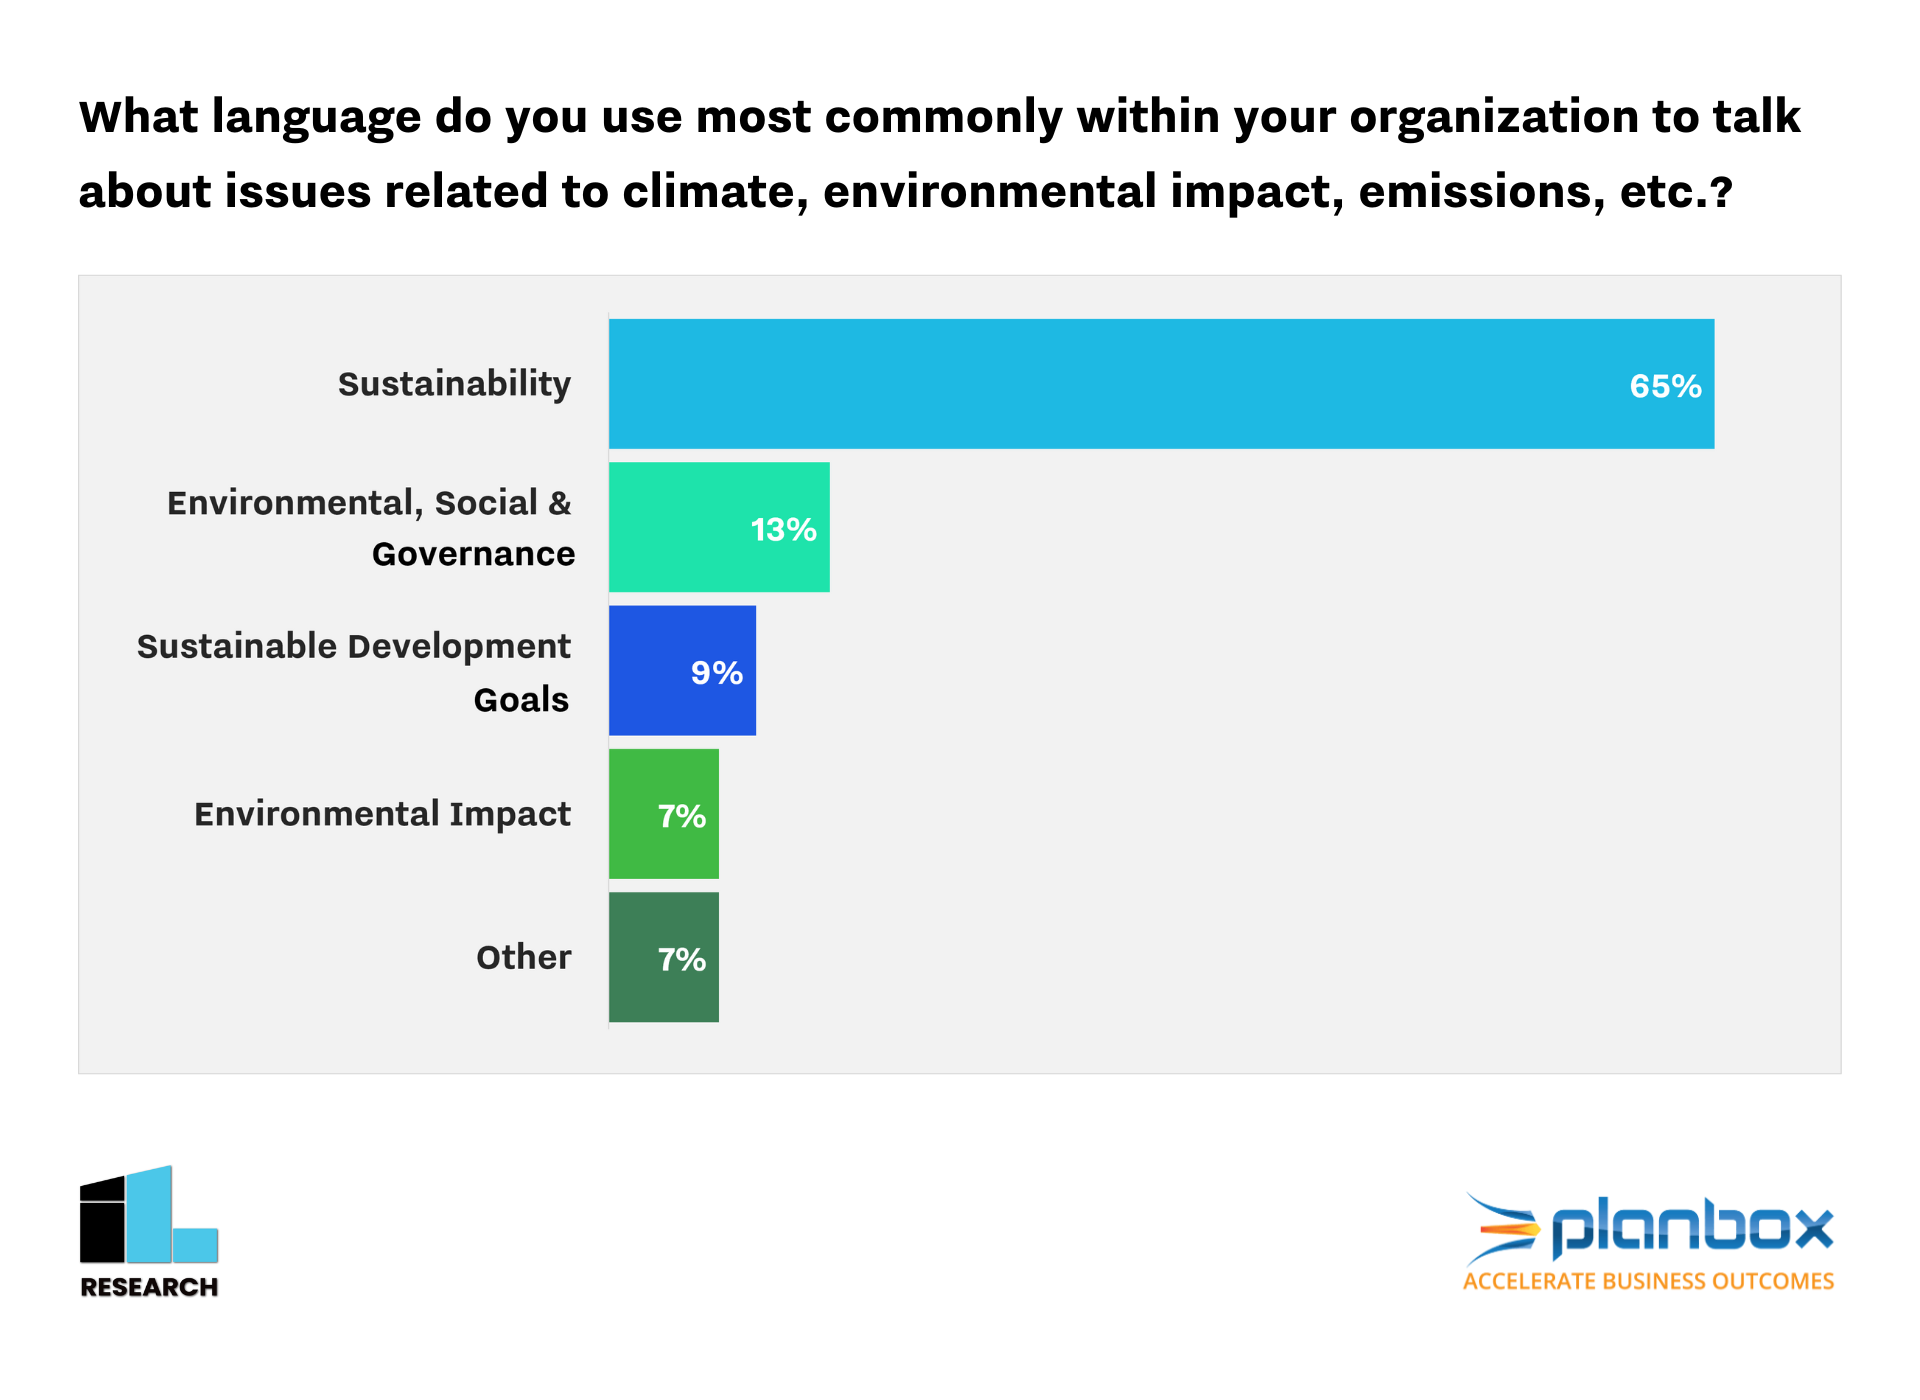 What language do you use most commonly within your organization to talk
about issues related to climate, environmental impact, emissions, etc.?
Sustainability
65%
Environmental, Social &
Governance
13%
Sustainable Development
Goals
9%
Environmental Impact
7%
Other
7%
RESEARCH
planbox
ACCELERATE BUSINESS OUTCOMES